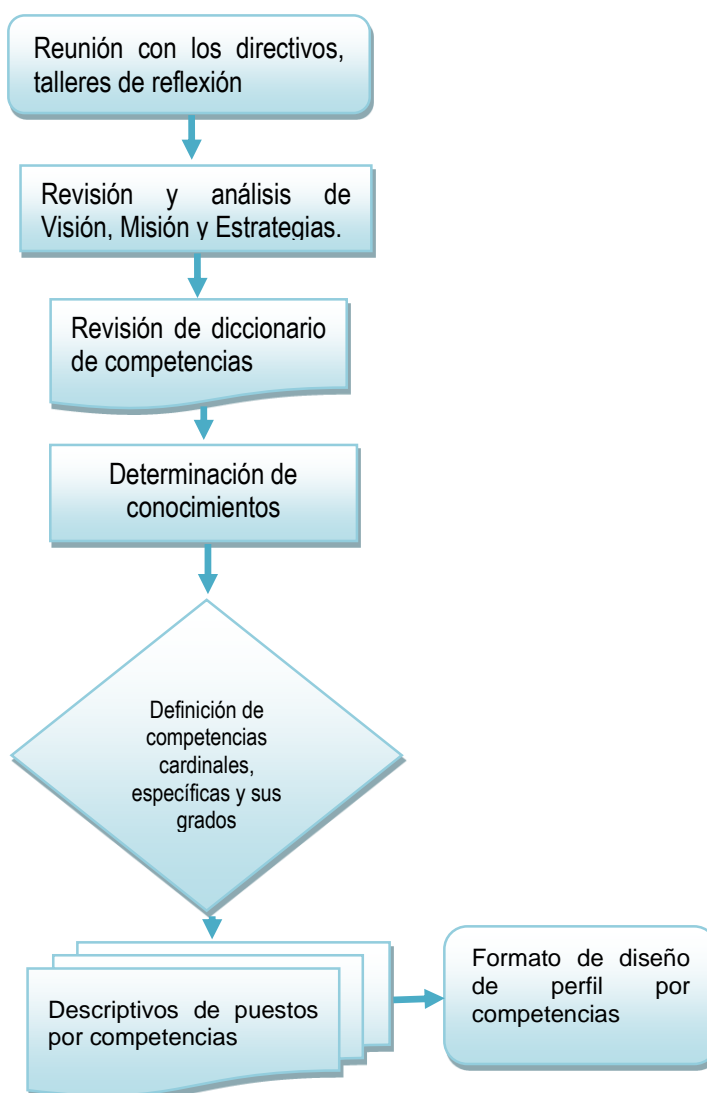 Reunión con los directivos,
talleres de reflexión
Revisión y análisis de
Visión, Misión y Estrategias.
Revisión de diccionario
de competencias
Determinación de
conocimientos
Definición de
competencias
cardinales,
específicas y sus
grados
Descriptivos de puestos
por competencias
Formato de diseño
de perfil por
competencias